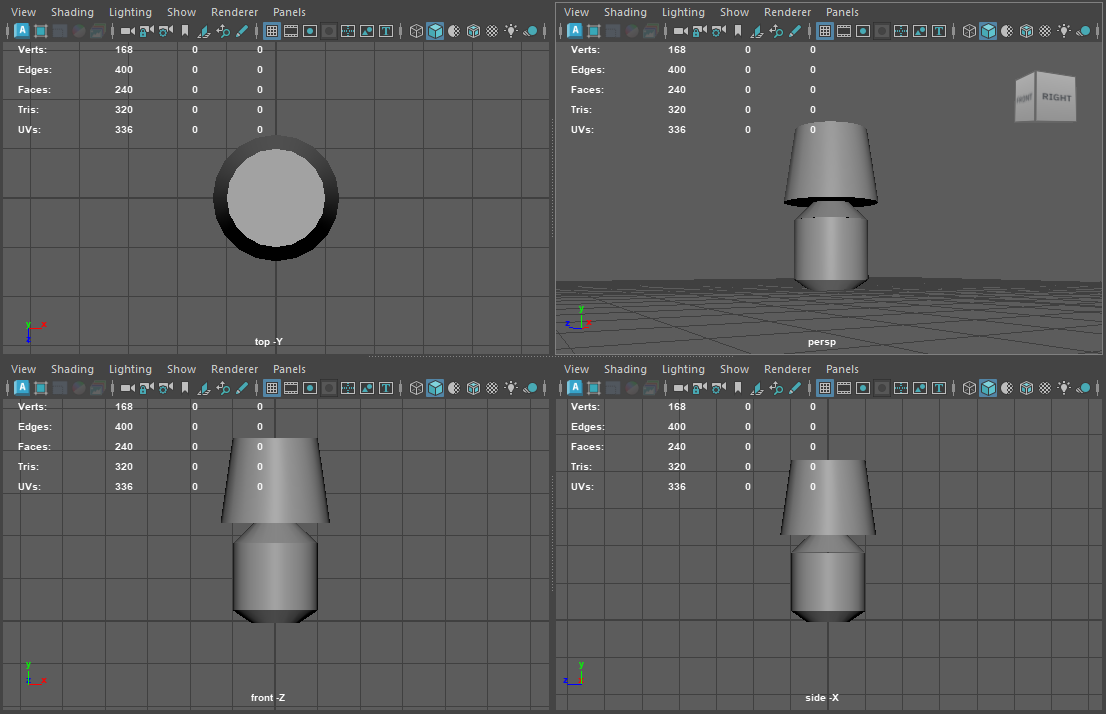 View Shading Lighting Show Renderer Panels
A T
Verts: 168 0 0
Edges: 400 0 0
Faces: 240 0 0
Tris: 320 0 0
UVs: 336 0 0
y x
z
top -Y
View Shading Lighting Show Renderer Panels
A T
Verts: 168 0 0
Edges: 400 0 0
Faces: 240 0 0
Tris: 320 0 0
UVs: 336 0 0
FRONT RIGHT
y
z x
persp
View Shading Lighting Show Renderer Panels
A T
Verts: 168 0 0
Edges: 400 0 0
Faces: 240 0 0
Tris: 320 0 0
UVs: 336 0 0
y
z x
front -Z
View Shading Lighting Show Renderer Panels
A T
Verts: 168 0 0
Edges: 400 0 0
Faces: 240 0 0
Tris: 320 0 0
UVs: 336 0 0
y
z x
side -X